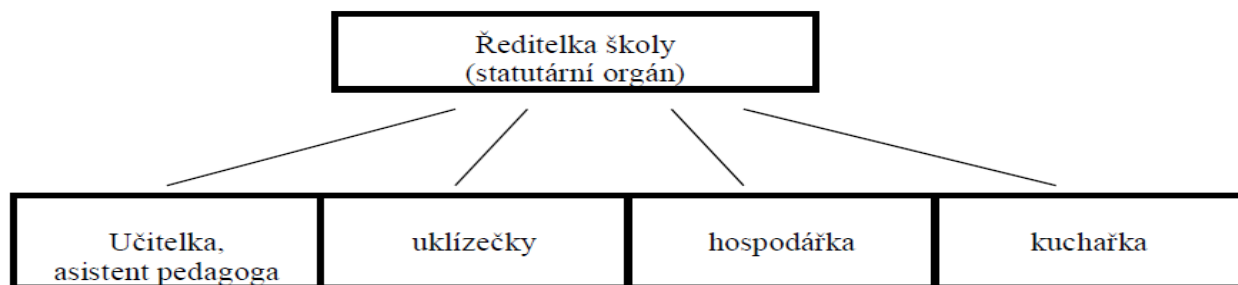 Ředitelka školy
(statutární orgán)
Učitelka,
asistent pedagoga
uklízečky
hospodářka
kuchařka